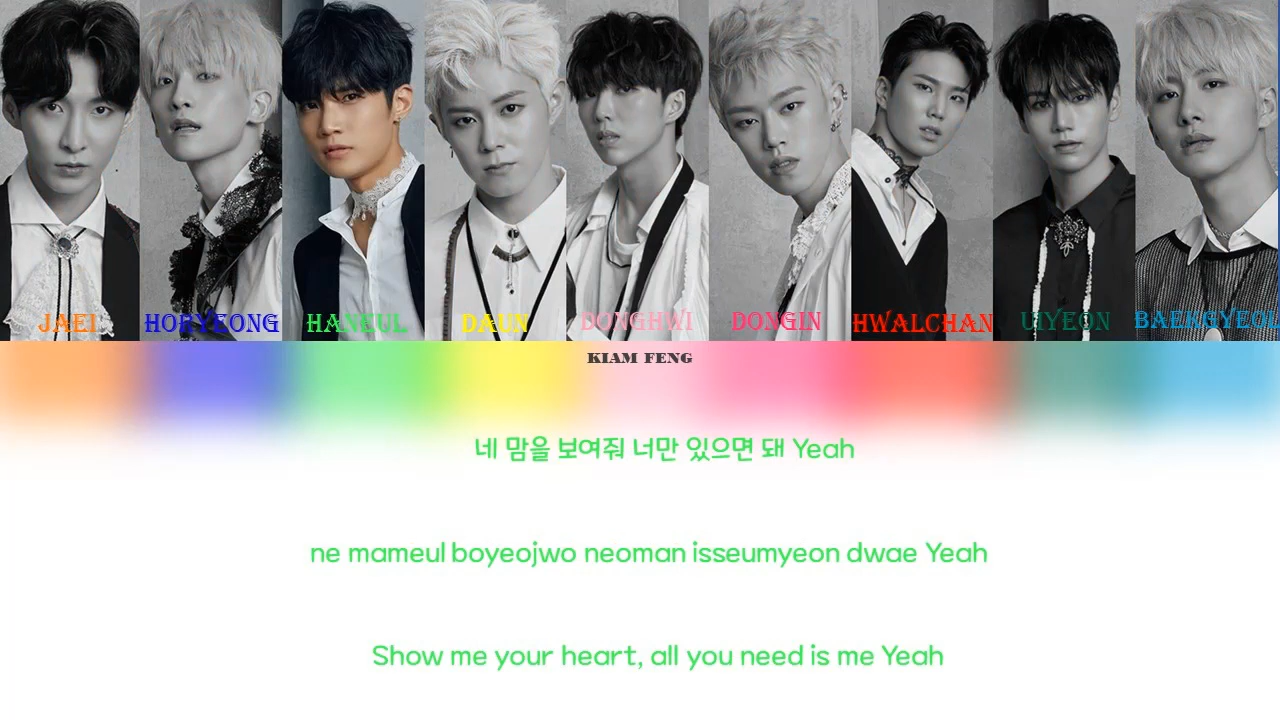 JAEI HORYEONG HANEUL DAUN DONGHWI DONGIN HWALCHAN UIYEON BAEKGYEOL
KIAM FENG
네 맘을 보여줘 너만 있으면 돼 Yeah
ne mameul boyeojwo neoman isseumyeon dwae Yeah
Show me your heart, all you need is me Yeah